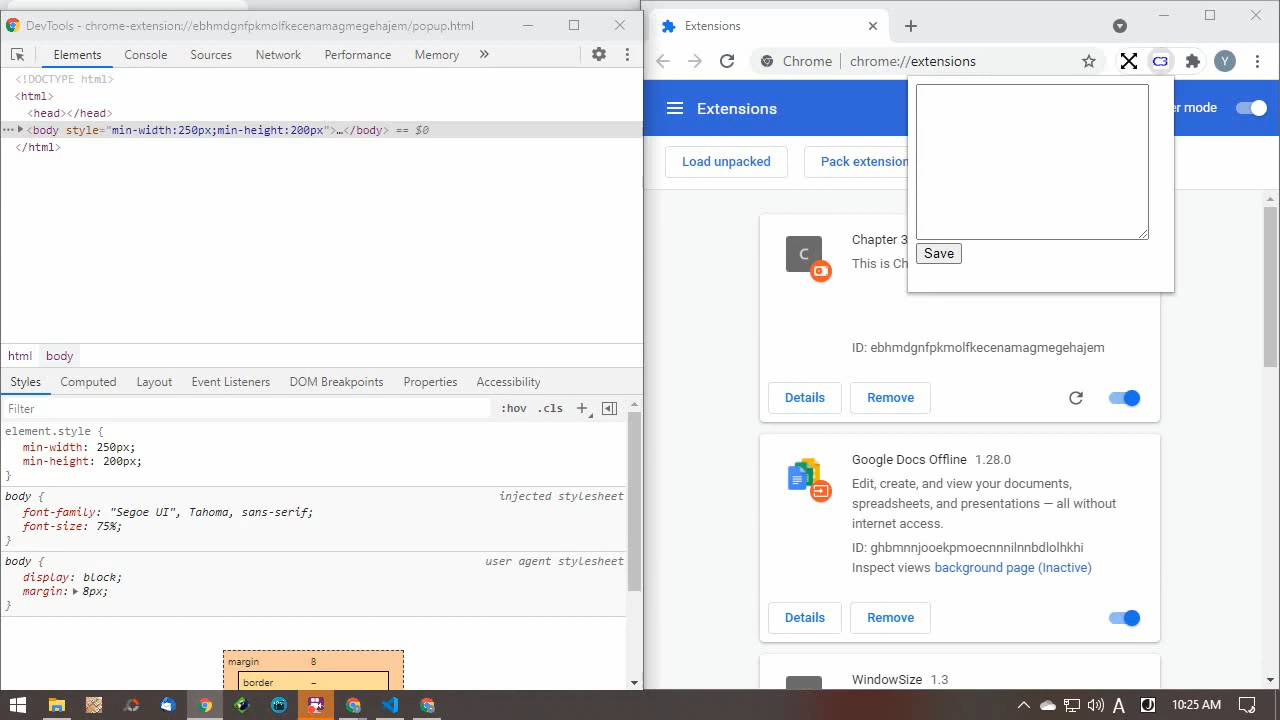 DevTools - chrome-extension://ebhmdgnfpkmolfkecenamagmegehajem/popup.html
Elements Console Sources Network Performance Memory »
<!DOCTYPE html>
<html>
<head></head>
<body style="min-width:250px;min-height:200px">…</body> == $0
</html>
html body
Styles Computed Layout Event Listeners DOM Breakpoints Properties Accessibility
Filter :hov .cls +
element.style {
min-width: 250px;
min-height: 200px;
}
body { injected stylesheet
font-family: "Segoe UI", Tahoma, sans-serif;
font-size: 75%;
}
body { user agent stylesheet
display: block;
margin: 8px;
}
margin 8
border –
Extensions
Chrome | chrome://extensions
C3
Y
Extensions
er mode
Load unpacked Pack extension
Save
C
Chapter 3
This is Ch
ID: ebhmdgnfpkmolfkecenamagmegehajem
Details Remove
Google Docs Offline 1.28.0
Edit, create, and view your documents,
spreadsheets, and presentations — all without
internet access.
ID: ghbmnnjooekpmoecnnnilnnbdlolhkhi
Inspect views background page (Inactive)
Details Remove
WindowSize 1.3
A
10:25 AM